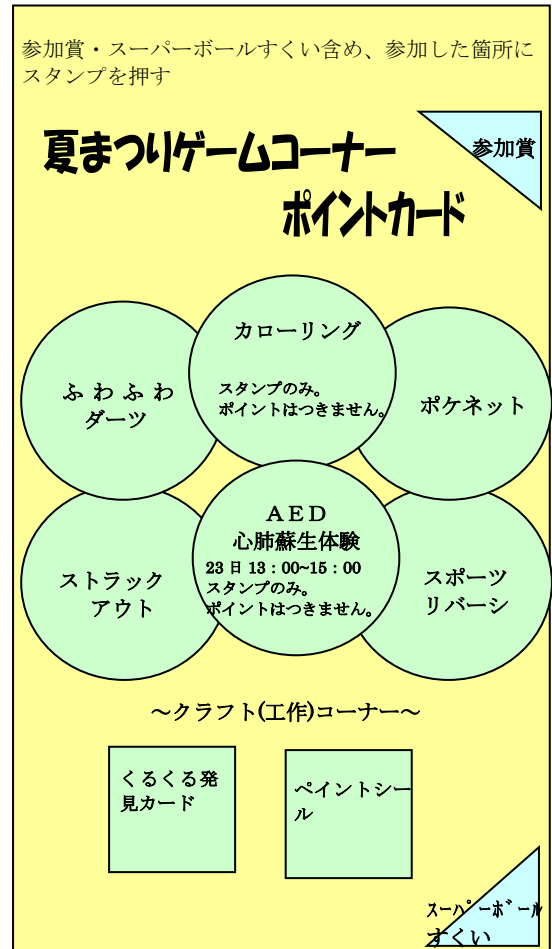 参加賞・スーパーボールすくい含め、参加した箇所に
スタンプを押す
夏まつりゲームコーナー
参加賞
ポイントカード
カローリング
スタンプのみ。
ポイントはつきません。
ふ わ ふ わ
ダーツ
ポケネット
ＡＥＤ
心肺蘇生体験
23 日 13：00~15：00
スタンプのみ。
ポイントはつきません。
ストラック
アウト
スポーツ
リバーシ
～クラフト(工作)コーナー～
くるくる発
見カード
ペイントシー
ル
ｽｰﾊﾟｰﾎﾞｰﾙ
すくい